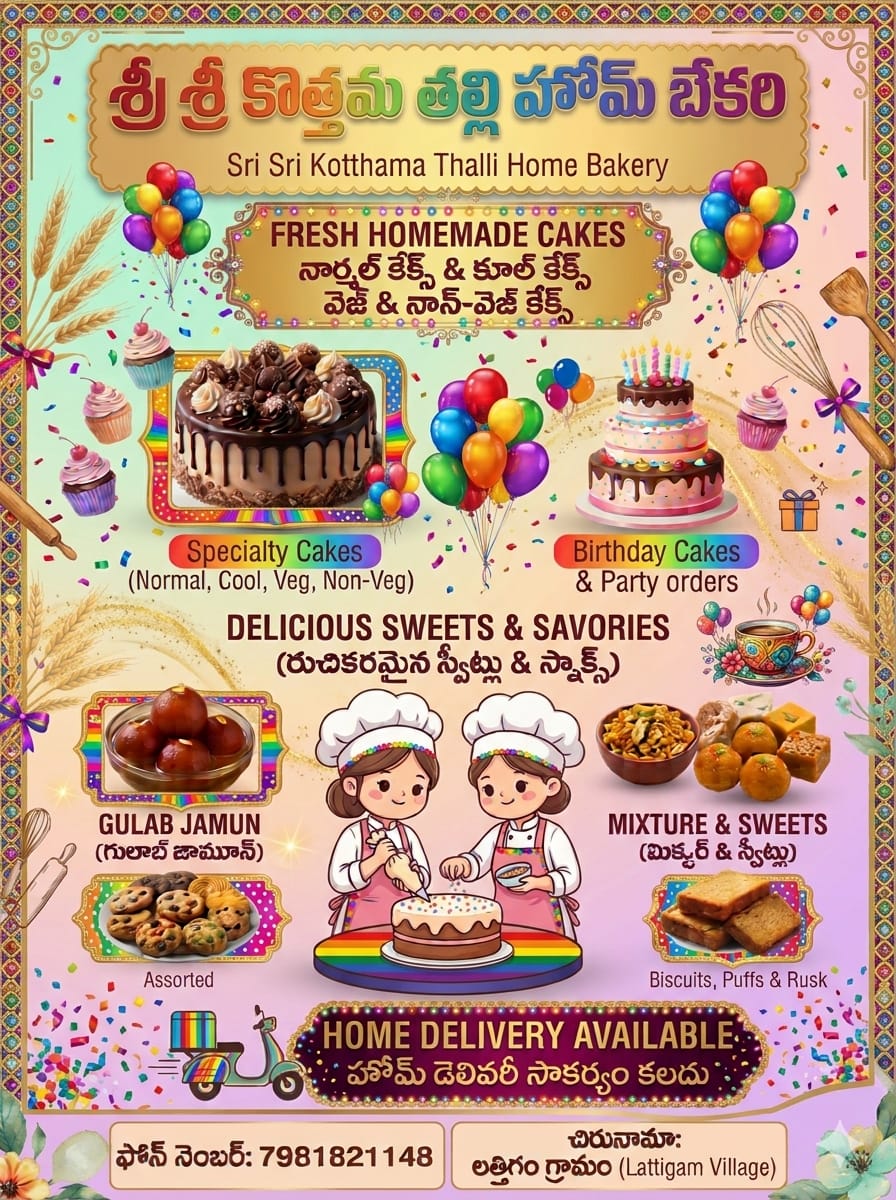 శ్రీ శ్రీ కొత్తమ తల్లి హోమ్ బేకరి
Sri Sri Kotthama Thalli Home Bakery
FRESH HOMEMADE CAKES
నార్మల్ కేక్స్ & కూల్ కేక్స్
వెజ్ & నాన్-వెజ్ కేక్స్
Specialty Cakes
(Normal, Cool, Veg, Non-Veg)
Birthday Cakes
& Party orders
DELICIOUS SWEETS & SAVORIES
(రుచికరమైన స్వీట్లు & స్నాక్స్)
GULAB JAMUN
(గులాబ్ జామూన్)
MIXTURE & SWEETS
(మిక్చర్ & స్వీట్లు)
Assorted
Biscuits, Puffs & Rusk
HOME DELIVERY AVAILABLE
హోమ్ డెలివరీ సాకర్యం కలదు
ఫోన్ నెంబర్: 7981821148
చిరునామా:
లత్తిగం గ్రామం (Lattigam Village)